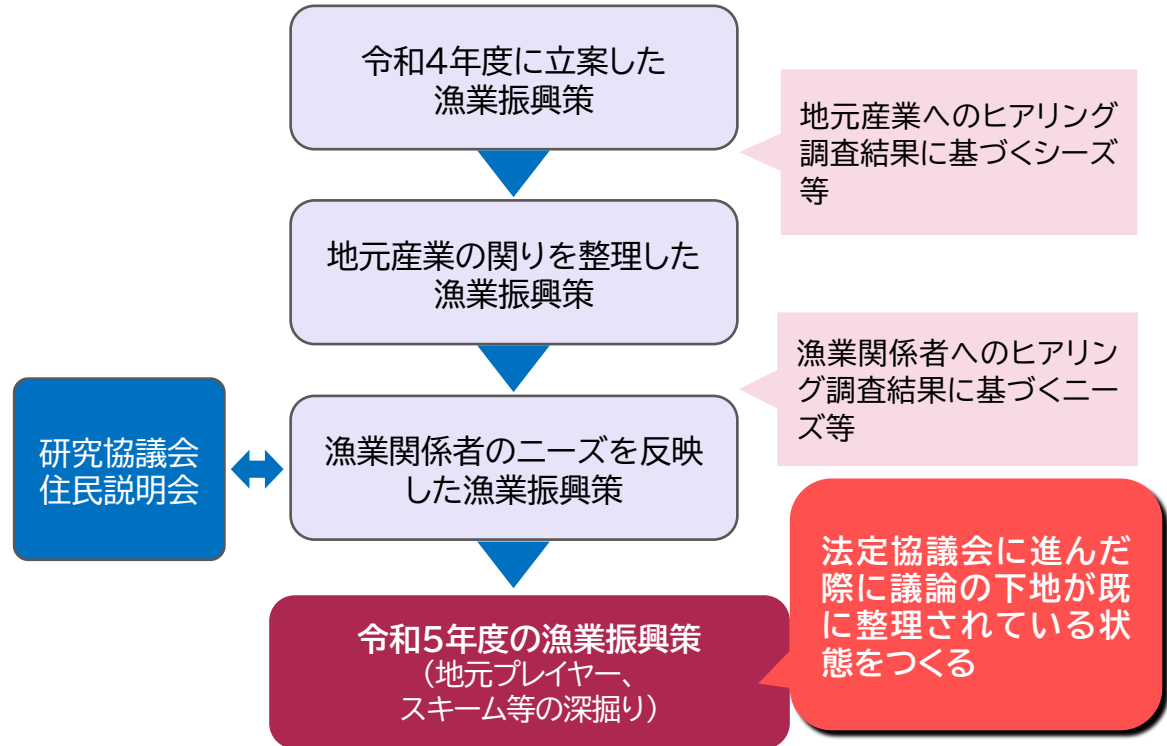 令和4年度に立案した
漁業振興策
地元産業へのヒアリング
調査結果に基づくシーズ
等
地元産業の関りを整理した
漁業振興策
漁業関係者へのヒアリン
グ調査結果に基づくニー
ズ等
研究協議会
住民説明会
漁業関係者のニーズを反映
した漁業振興策
法定協議会に進んだ
際に議論の下地が既
に整理されている状
態をつくる
令和5年度の漁業振興策
（地元プレイヤー、
スキーム等の深掘り）